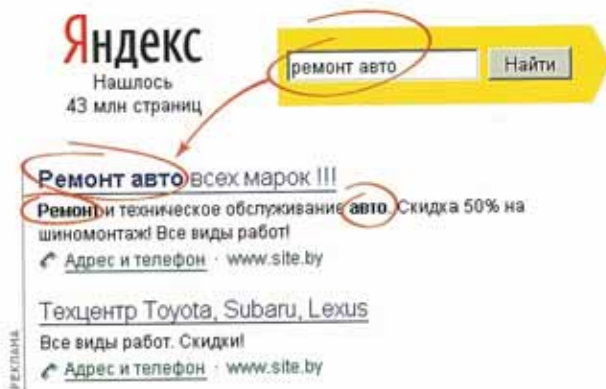 Яндекс
Нашлось
43 млн страниц
ремонт авто
Найти
Ремонт авто всех марок !!!
Ремонт и техническое обслуживание авто. Скидка 50% на
шиномонтаж! Все виды работ!
Адрес и телефон · www.site.by
Техцентр Toyota, Subaru, Lexus
Все виды работ. Скидки!
Адрес и телефон · www.site.by
РЕКЛАМА